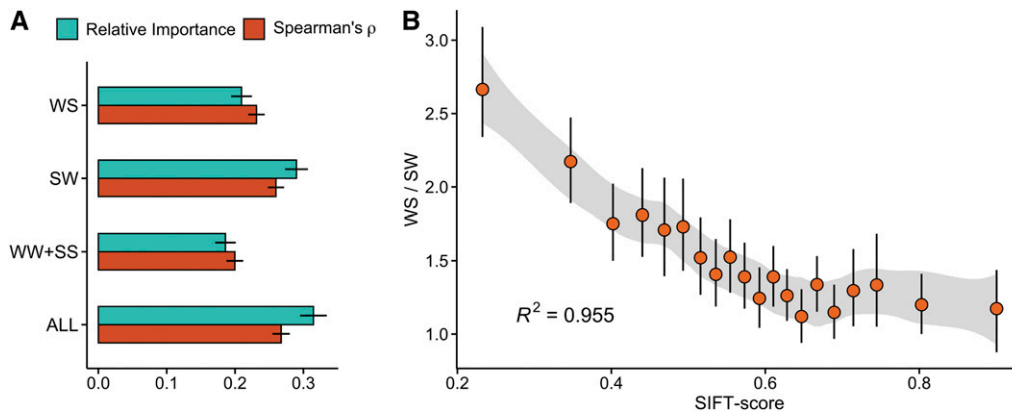 A
Relative Importance
Spearman's ρ
WS
SW
WW+SS
ALL
0.0 0.1 0.2 0.3
B
3.0
2.5
2.0
1.5
1.0
WS / SW
R² = 0.955
0.2 0.4 0.6 0.8
SIFT-score